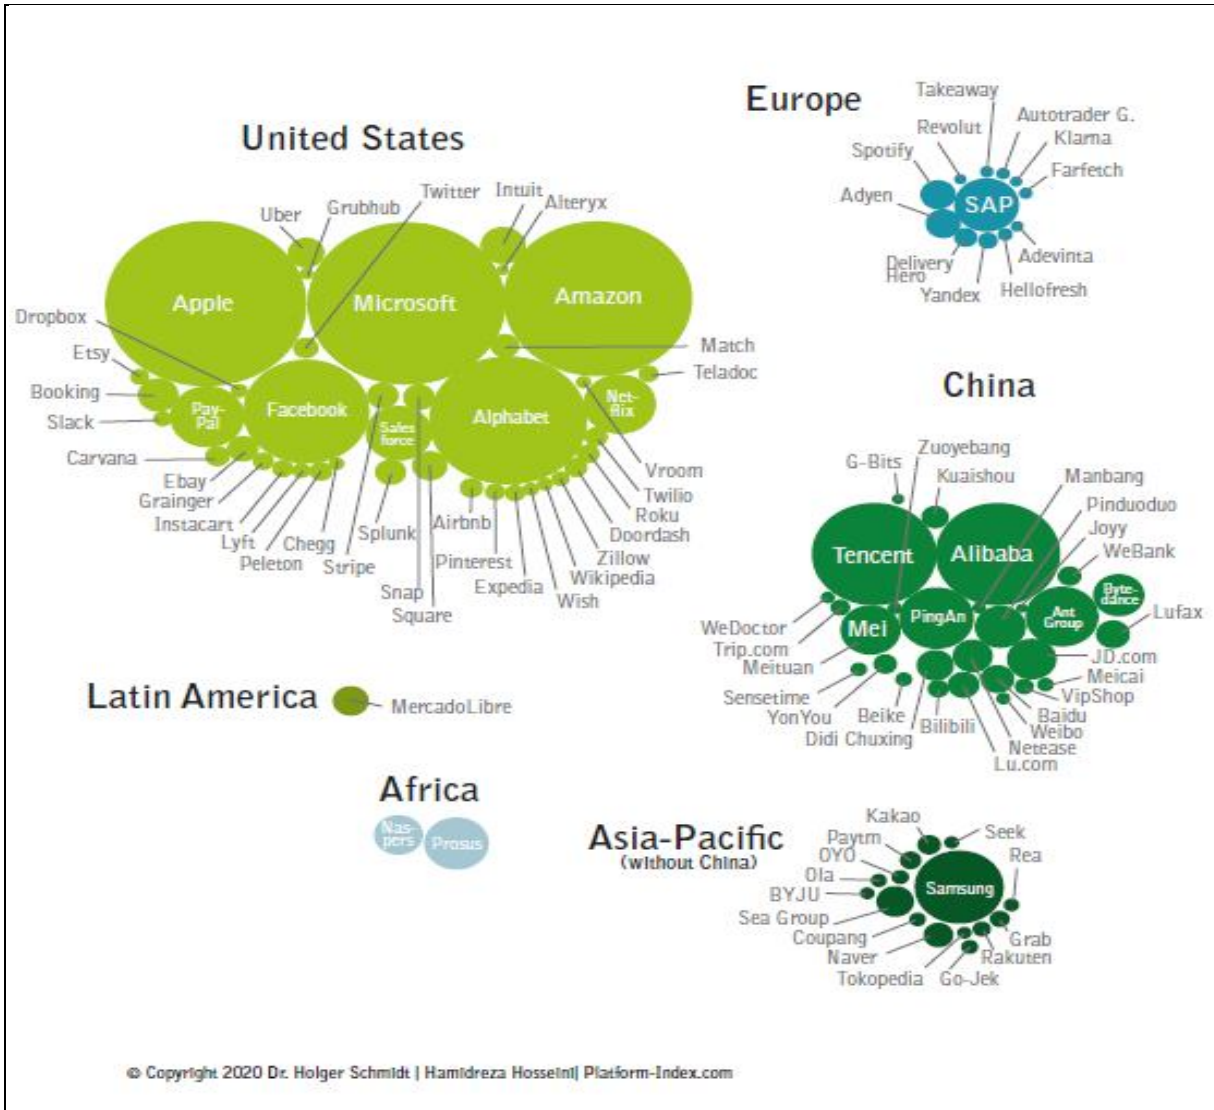 Europe
Takeaway
Autotrader G.
Revolut
Klarna
Spotify
Farfetch
Adyen
SAP
Delivery
Hero
Adevinta
Yandex
Hellofresh
United States
Twitter
Intuit
Alteryx
Uber
Grubhub
Apple
Microsoft
Amazon
Dropbox
Etsy
Match
Teladoc
Booking
Slack
Pay-
Pal
Facebook
Sales
force
Alphabet
Net-
flix
Carvana
Ebay
Grainger
Instacart
Lyft
Peleton
Chegg
Stripe
Splunk
Snap
Square
Airbnb
Pinterest
Expedia
Wish
Wikipedia
Zillow
Doordash
Roku
Twilio
Vroom
China
Zuoyebang
G-Bits
Kuaishou
Manbang
Pinduoduo
Joyy
WeBank
Tencent
Alibaba
Byte-
dance
Lufax
Mei
PingAn
Ant
Group
WeDoctor
Trip.com
Meituan
Sensetime
YonYou
Didi Chuxing
Beike
Bilibili
JD.com
Meicai
VipShop
Baidu
Weibo
Netease
Lu.com
Latin America
MercadoLibre
Africa
Nas-
pers
Prosus
Asia-Pacific
(without China)
Kakao
Seek
Paytm
OYO
Rea
Ola
BYJU
Samsung
Sea Group
Coupang
Naver
Tokopedia
Go-Jek
Rakuten
Grab
© Copyright 2020 Dr. Holger Schmidt | Hamidreza Hosseini| Platform-Index.com